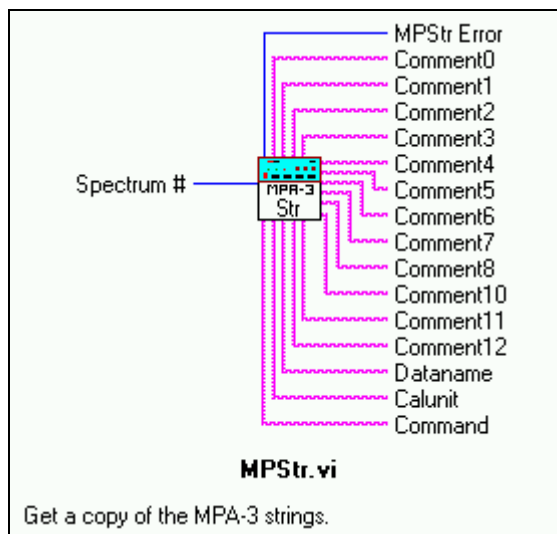 MPStr Error
Comment0
Comment1
Comment2
Comment3
Comment4
Spectrum #
MPA-3
Str
Comment5
Comment6
Comment7
Comment8
Comment10
Comment11
Comment12
Dataname
Calunit
Command
MPStr.vi
Get a copy of the MPA-3 strings.